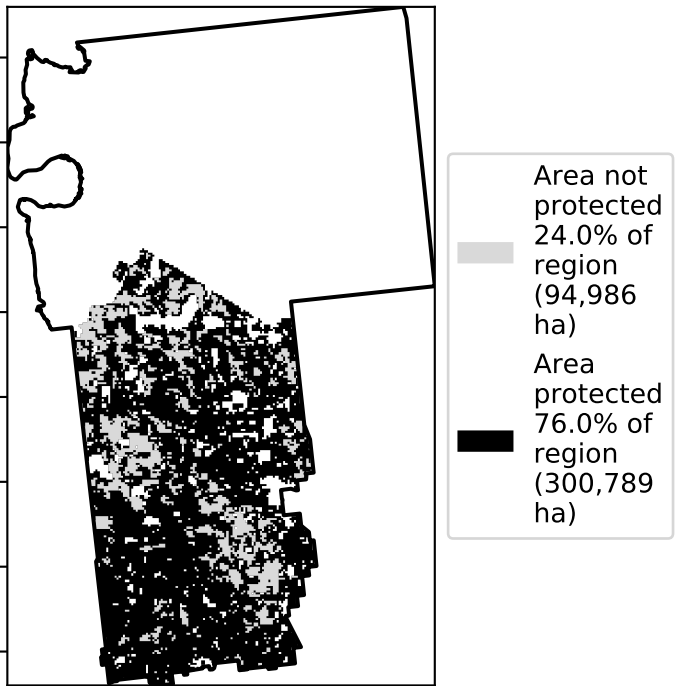 Area not
protected
24.0% of
region
(94,986
ha)
Area
protected
76.0% of
region
(300,789
ha)